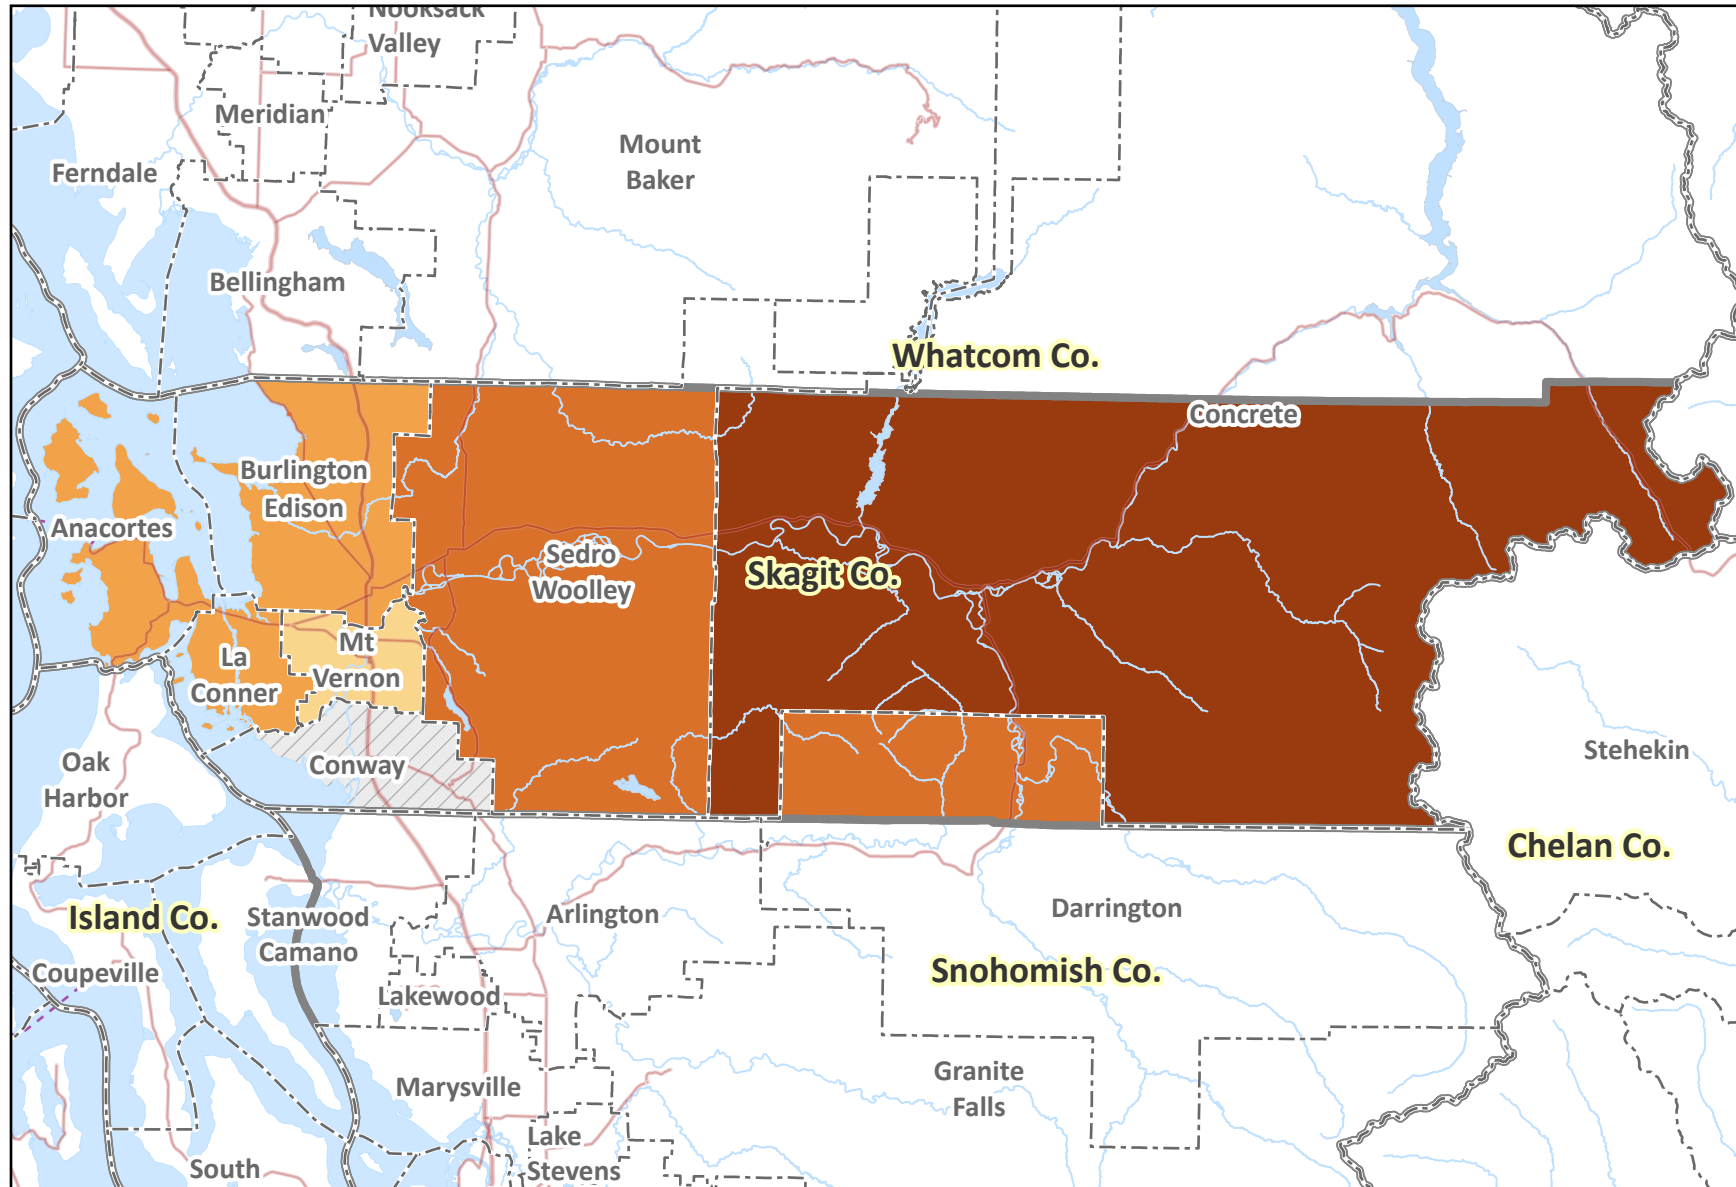 Nooksack
Valley
Meridian
Mount
Baker
Ferndale
Bellingham
Whatcom Co.
Concrete
Burlington
Edison
Anacortes
Sedro
Woolley
Skagit Co.
Mt
Vernon
La
Conner
Oak
Harbor
Conway
Stehekin
Chelan Co.
Island Co.
Stanwood
Camano
Arlington
Darrington
Coupeville
Lakewood
Snohomish Co.
Marysville
Granite
Falls
Lake
Stevens
South